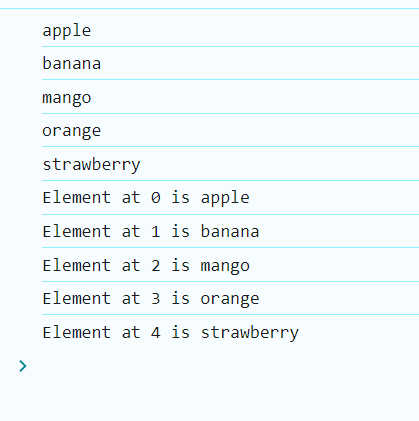 apple
banana
mango
orange
strawberry
Element at 0 is apple
Element at 1 is banana
Element at 2 is mango
Element at 3 is orange
Element at 4 is strawberry
>